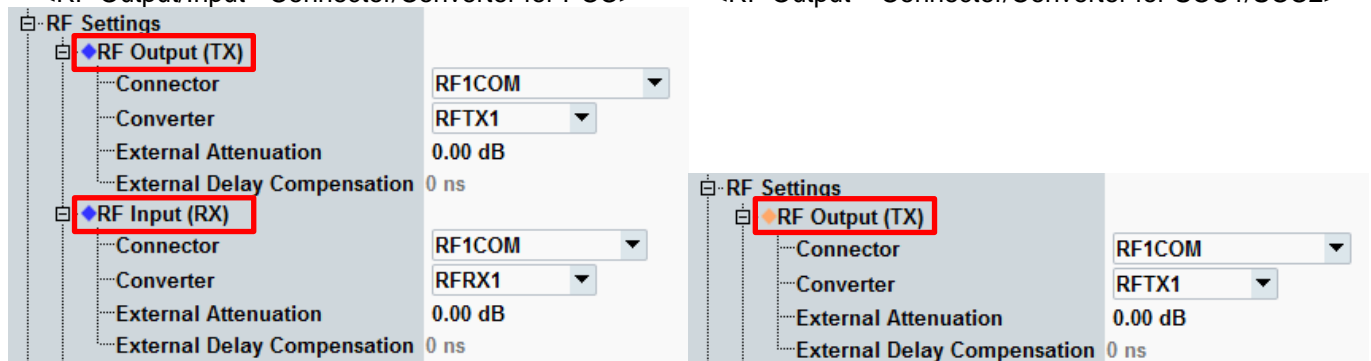 RF Settings
RF Output (TX)
Connector RF1COM
Converter RFTX1
External Attenuation 0.00 dB
External Delay Compensation 0 ns
RF Input (RX)
Connector RF1COM
Converter RFRX1
External Attenuation 0.00 dB
External Delay Compensation 0 ns
RF Settings
RF Output (TX)
Connector RF1COM
Converter RFTX1
External Attenuation 0.00 dB
External Delay Compensation 0 ns